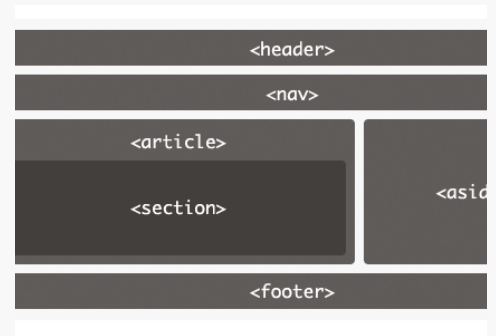 <header>
<nav>
<article>
<section>
<asid
<footer>